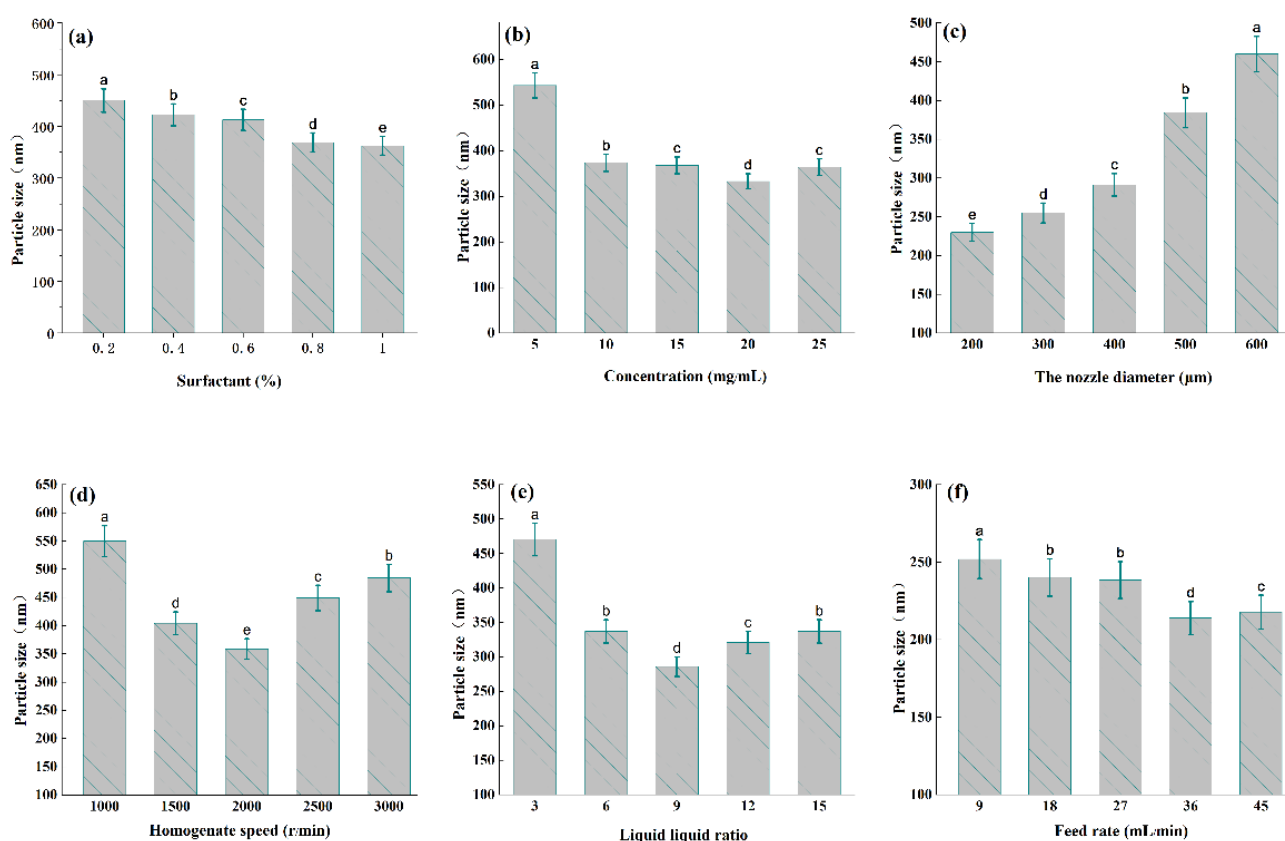 (a)
600
500
400
300
200
100
0
Particle size (nm)
a
b
c
d
e
0.2 0.4 0.6 0.8 1
Surfactant (%)
(b)
600
500
400
300
200
100
0
Particle size (nm)
a
b
c
d
c
5 10 15 20 25
Concentration (mg/mL)
(c)
500
450
400
350
300
250
200
150
100
Particle size (nm)
e
d
c
b
a
200 300 400 500 600
The nozzle diameter (μm)
(d)
650
600
550
500
450
400
350
300
250
200
150
100
Particle size (nm)
a
d
e
c
b
1000 1500 2000 2500 3000
Homogenate speed (r/min)
(e)
550
500
450
400
350
300
250
200
150
100
Particle size (nm)
a
b
d
c
b
3 6 9 12 15
Liquid liquid ratio
(f)
300
250
200
150
100
Particle size (nm)
a
b
b
d
c
9 18 27 36 45
Feed rate (mL/min)